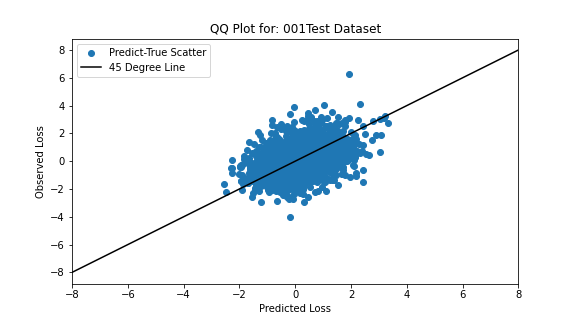 QQ Plot for: 001Test Dataset
Predict-True Scatter
45 Degree Line
Observed Loss
8
6
4
2
0
−2
−4
−6
−8
−8 −6 −4 −2 0 2 4 6 8
Predicted Loss